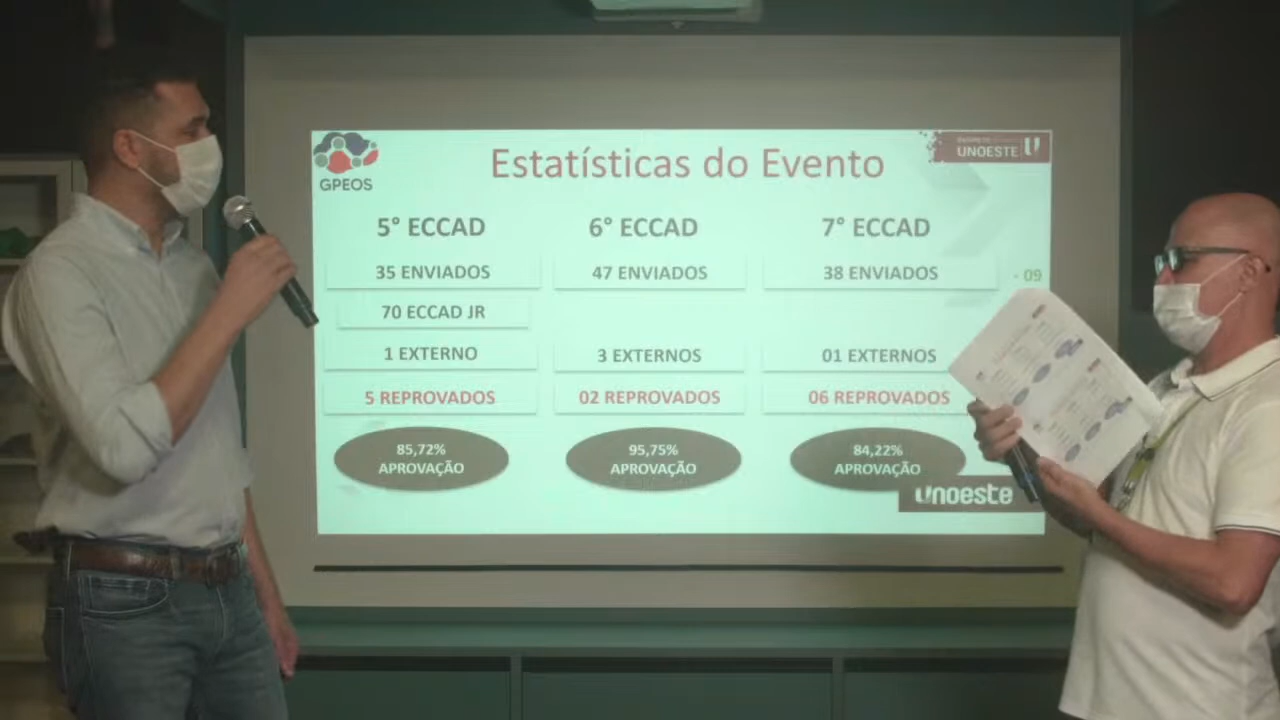 GPEOS
Estatísticas do Evento
UNOESTE
5° ECCAD
6° ECCAD
7° ECCAD
35 ENVIADOS
47 ENVIADOS
38 ENVIADOS
- 09
70 ECCAD JR
1 EXTERNO
3 EXTERNOS
01 EXTERNOS
5 REPROVADOS
02 REPROVADOS
06 REPROVADOS
85,72%
APROVAÇÃO
95,75%
APROVAÇÃO
84,22%
APROVAÇÃO
unoeste